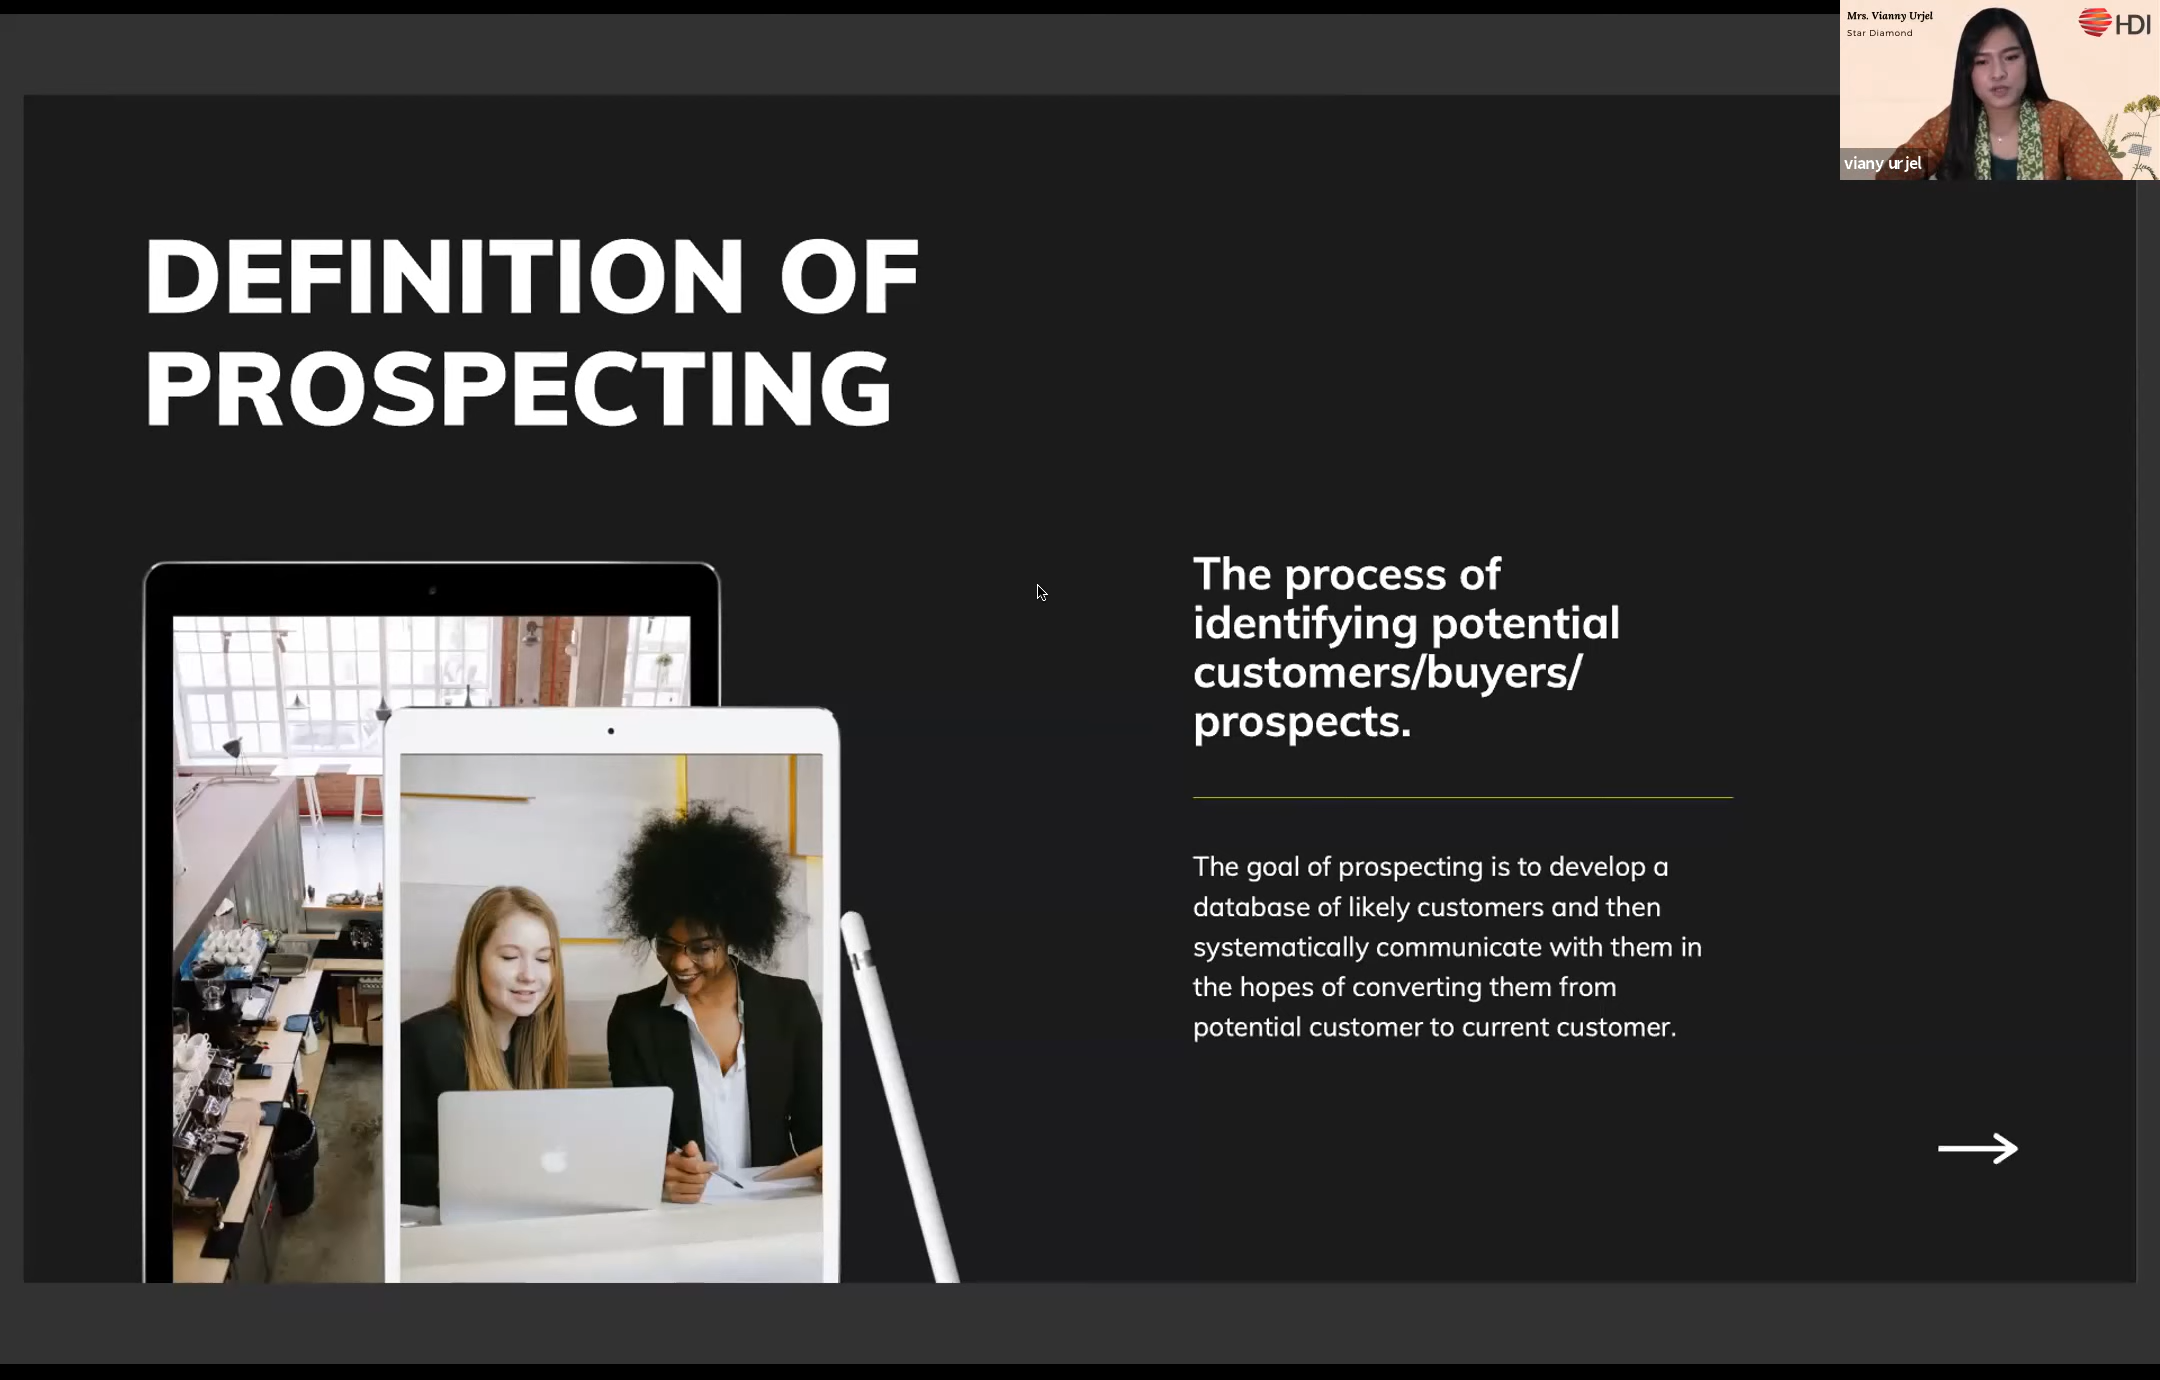 Mrs. Vianny Urjel
Star Diamond
HDI
viany urjel
DEFINITION OF
PROSPECTING
The process of
identifying potential
customers/buyers/
prospects.
The goal of prospecting is to develop a
database of likely customers and then
systematically communicate with them in
the hopes of converting them from
potential customer to current customer.